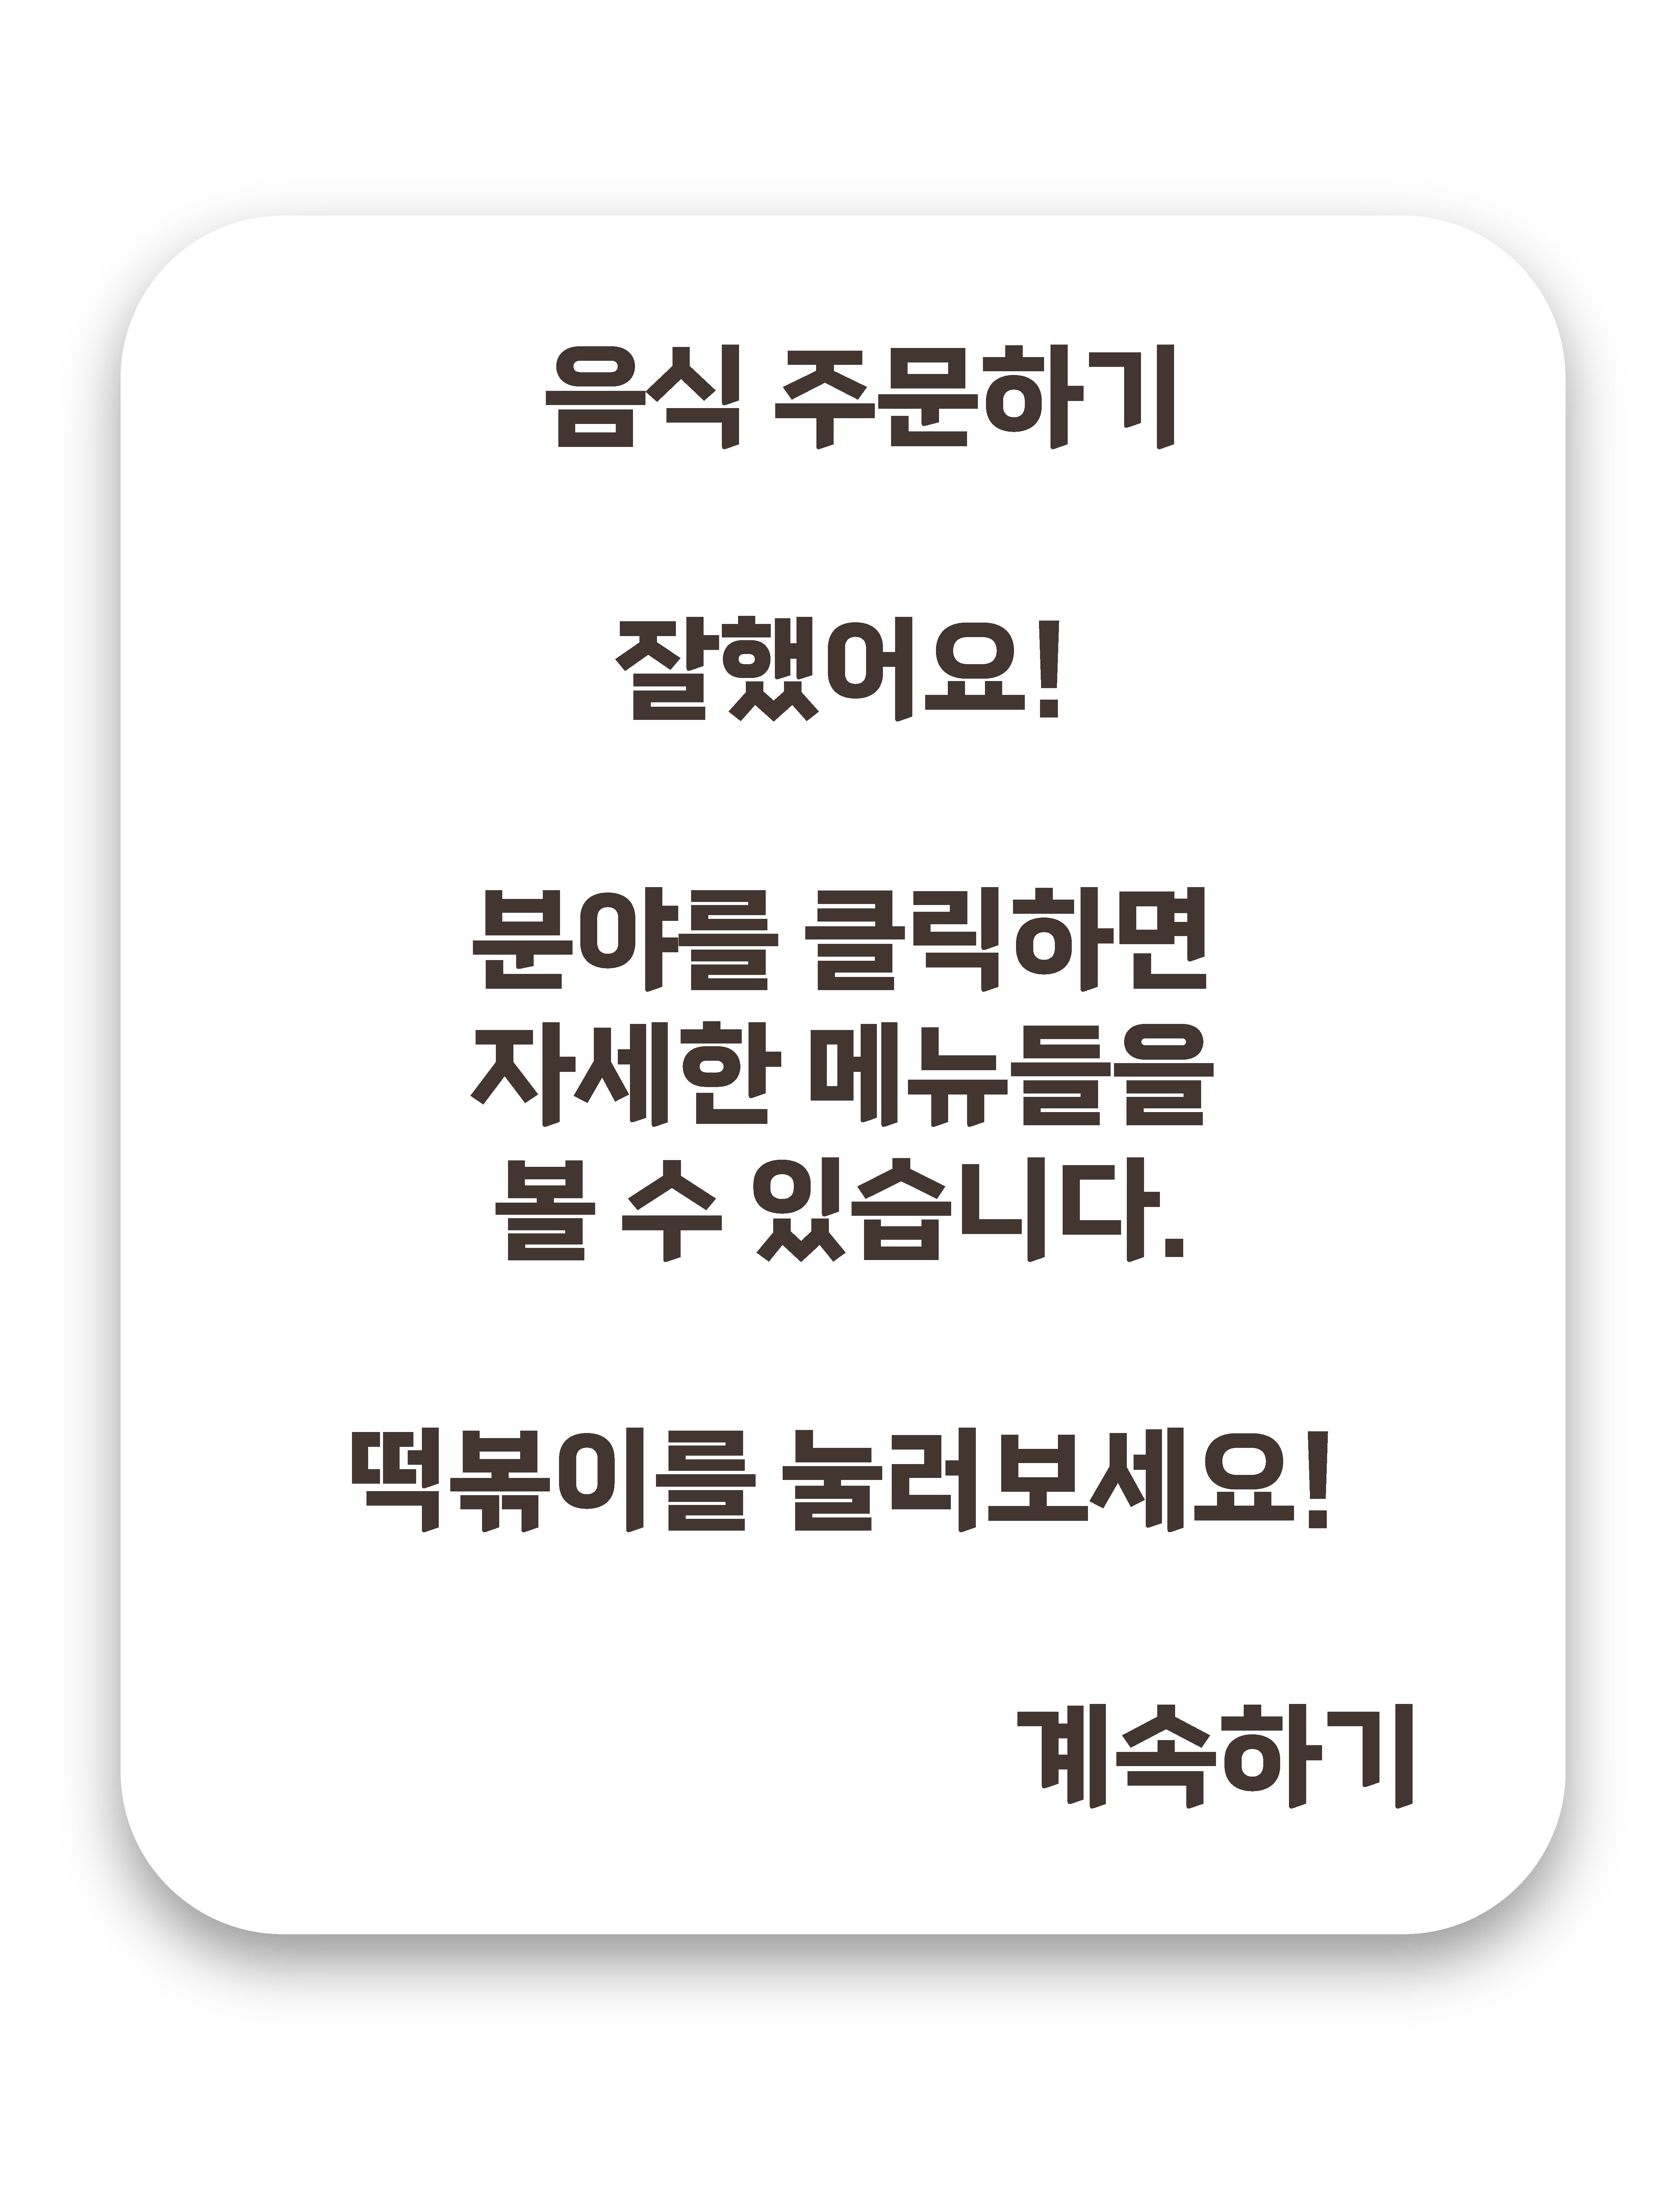 음식 주문하기
잘했어요!
분야를 클릭하면
자세한 메뉴들을
볼 수 있습니다.
떡볶이를 눌러보세요!
계속하기